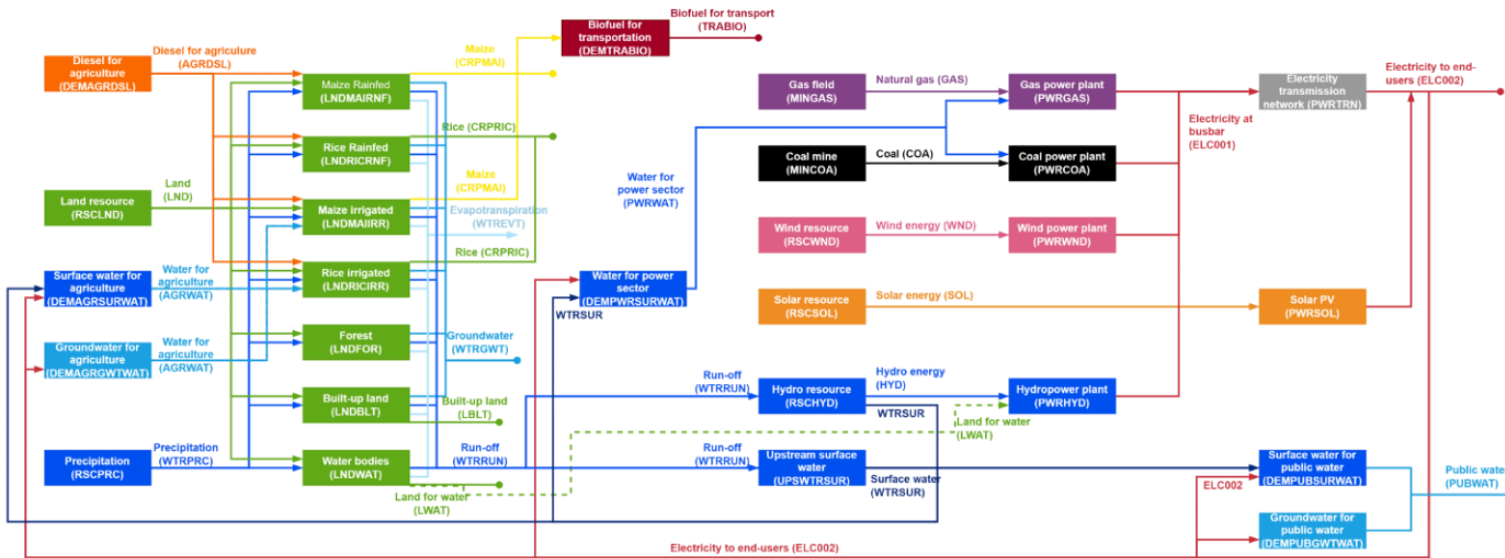 Biofuel for transport
(TRABIO)
Biofuel for
transportation
(DEMTRABIO)
Diesel for agriculure
(AGRDSL)
Diesel for
agriculture
(DEMAGRDSL)
Maize
(CRPMAI)
Maize Rainfed
(LNDMAIRNF)
Gas field
(MINGAS)
Natural gas (GAS)
Gas power plant
(PWRGAS)
Electricity
transmission
network (PWRTRN)
Electricity to end-
users (ELC002)
Rice (CRPRIC)
Rice Rainfed
(LNDRICRNF)
Electricity at
busbar
(ELC001)
Coal mine
(MINCOA)
Coal (COA)
Coal power plant
(PWRCOA)
Water for
power sector
(PWRWAT)
Land
(LND)
Land resource
(RSCLND)
Maize
(CRPMAI)
Maize irrigated
(LNDMAIIRR)
Evapotranspiration
(WTREVT)
Wind resource
(RSCWND)
Wind energy (WND)
Wind power plant
(PWRWND)
Rice (CRPRIC)
Rice irrigated
(LNDRICIRR)
Surface water for
agriculture
(DEMAGRSURWAT)
Water for
agriculture
(AGRWAT)
Water for power
sector
(DEMPWRSURWAT)
WTRSUR
Solar resource
(RSCSOL)
Solar energy (SOL)
Solar PV
(PWRSOL)
Groundwater for
agriculture
(DEMAGRGWTWAT)
Water for
agriculture
(AGRWAT)
Forest
(LNDFOR)
Groundwater
(WTRGWT)
Built-up land
(LNDBLT)
Built-up land
(LBLT)
Run-off
(WTRRUN)
Hydro resource
(RSCHYD)
Hydro energy
(HYD)
WTRSUR
Hydropower plant
(PWRHYD)
Land for water
(LWAT)
Precipitation
(RSCPRC)
Precipitation
(WTRPRC)
Water bodies
(LNDWAT)
Run-off
(WTRRUN)
Land for water
(LWAT)
Run-off
(WTRRUN)
Upstream surface
water
(UPSWTRSUR)
Surface water
(WTRSUR)
Surface water for
public water
(DEMPUBSURWAT)
Public water
(PUBWAT)
ELC002
Groundwater for
public water
(DEMPUBGWTWAT)
Electricity to end-users (ELC002)